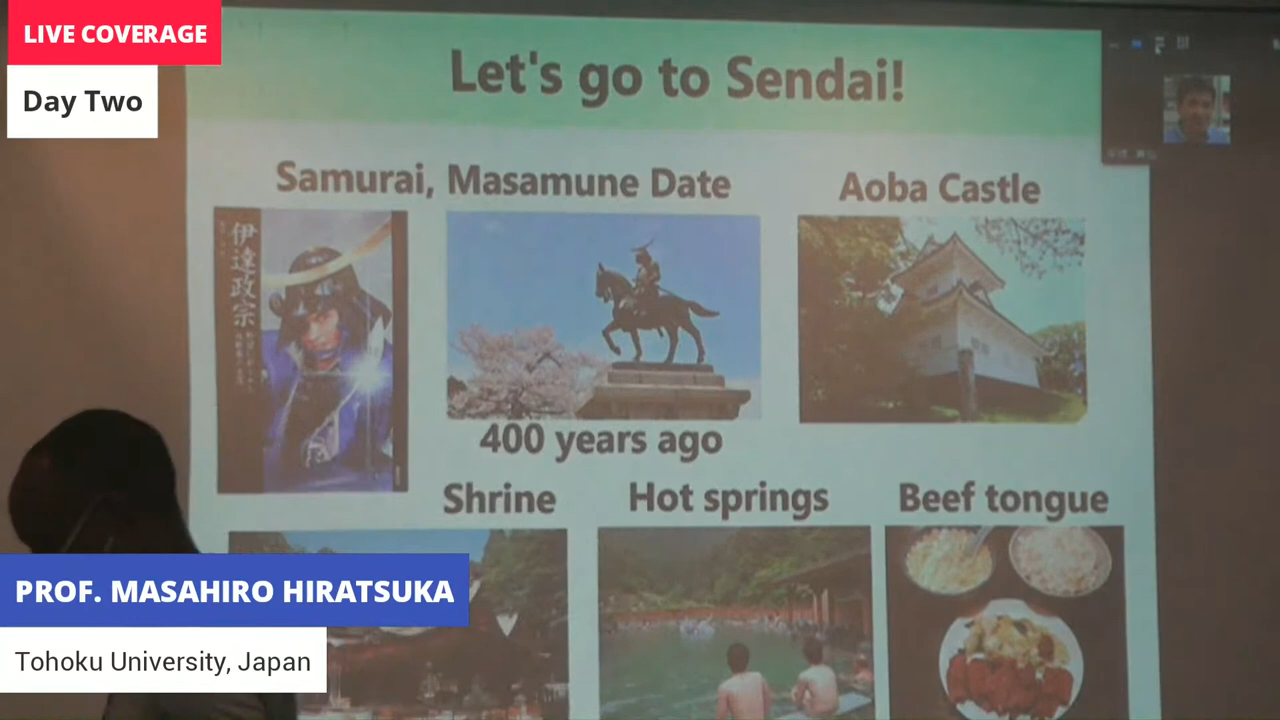 LIVE COVERAGE
Day Two
Let's go to Sendai!
Samurai, Masamune Date
Aoba Castle
伊達政宗
400 years ago
Shrine
Hot springs
Beef tongue
PROF. MASAHIRO HIRATSUKA
Tohoku University, Japan